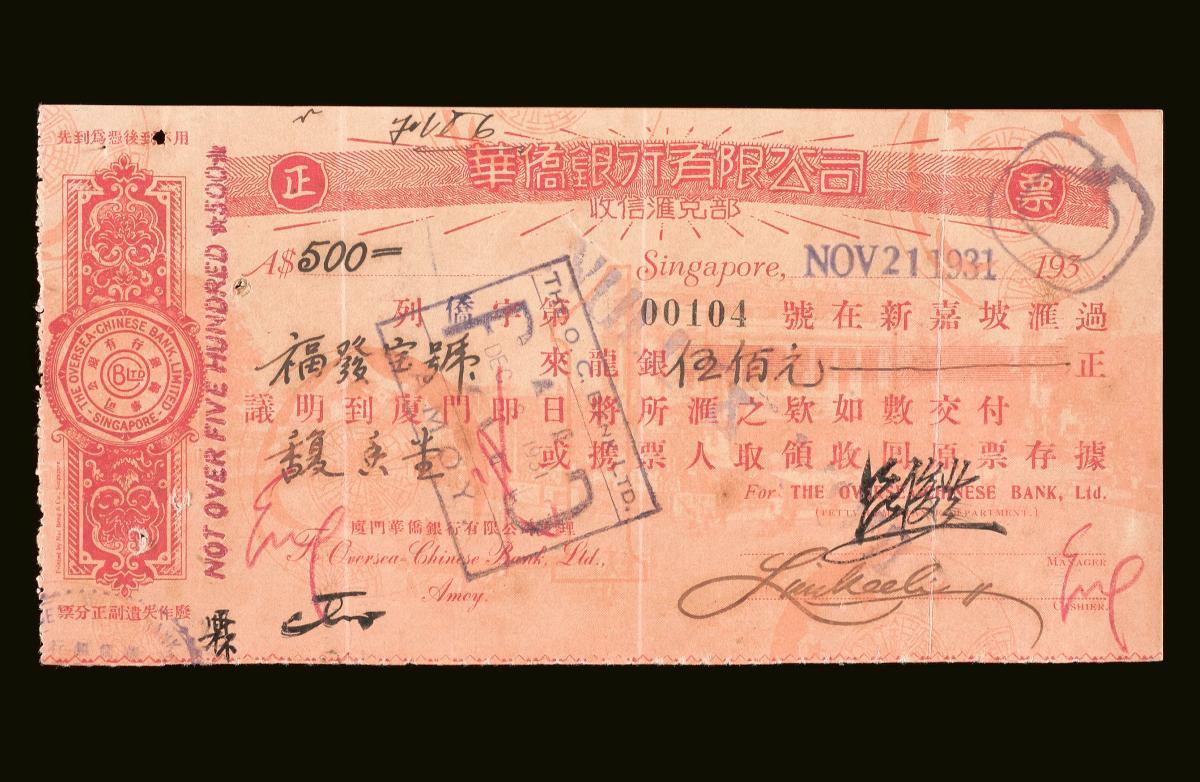 先到爲憑後到不用
正 華僑銀行有限公司 票
收信滙兌部
A$ 500= Singapore, NOV 21 1931 193
僑字第 00104 號在新嘉坡滙過
列
福發宝號 來龍銀伍佰元 正
議明到廈門即日將所滙之欵如數交付
或携票人取領收回原票存據
For THE OVERSEA-CHINESE BANK, Ltd.
廈門華僑銀行有限公司
Oversea-Chinese Bank, Ltd.,
Amoy.
MANAGER
CASHIER.
NOT OVER FIVE HUNDRED
THE OVERSEA-CHINESE BANK, LIMITED.
SINGAPORE.
THE O.C. BANK LTD.
AMOY
DEC 1931
票分正副遺失作廢
票